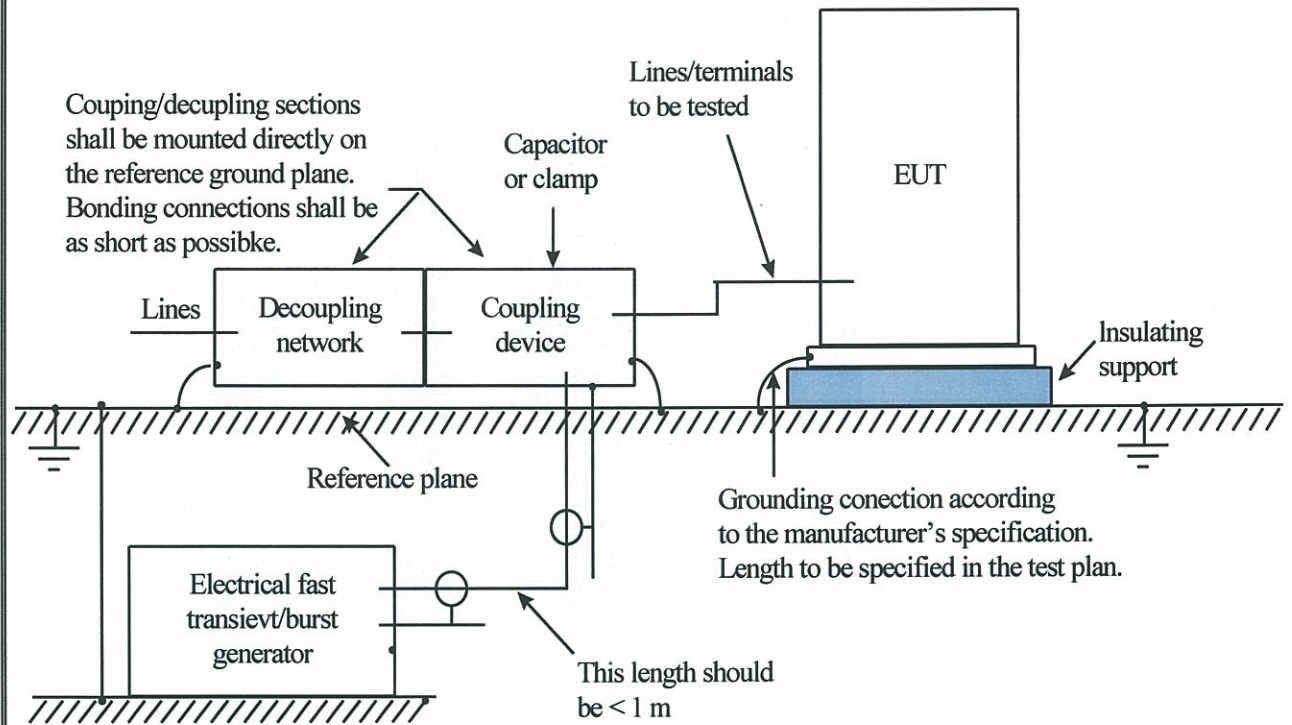 Couping/decupling sections
shall be mounted directly on
the reference ground plane.
Bonding connections shall be
as short as possibke.
Capacitor
or clamp
Lines/terminals
to be tested
EUT
Lines
Decoupling
network
Coupling
device
Insulating
support
Reference plane
Grounding conection according
to the manufacturer's specification.
Length to be specified in the test plan.
Electrical fast
transievt/burst
generator
This length should
be < 1 m